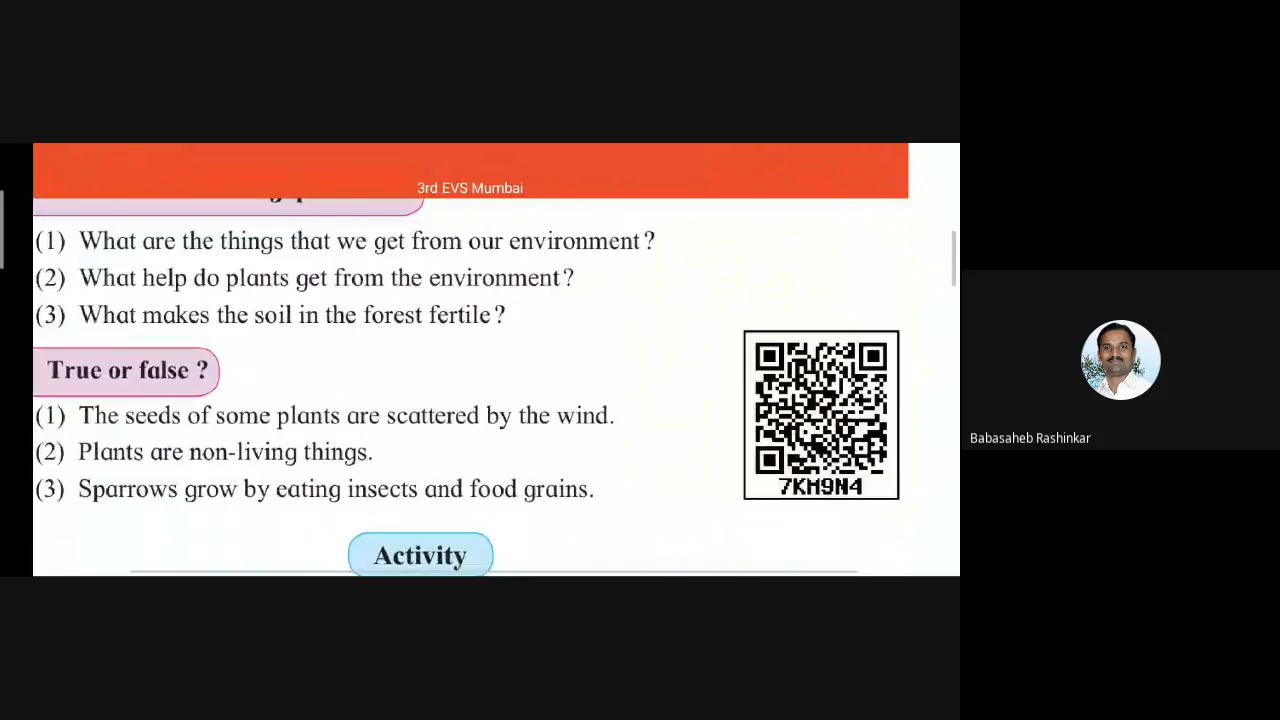 3rd EVS Mumbai
(1) What are the things that we get from our environment?
(2) What help do plants get from the environment?
(3) What makes the soil in the forest fertile?
True or false ?
(1) The seeds of some plants are scattered by the wind.
(2) Plants are non-living things.
(3) Sparrows grow by eating insects and food grains.
7KM9N4
Activity
Babasaheb Rashinkar